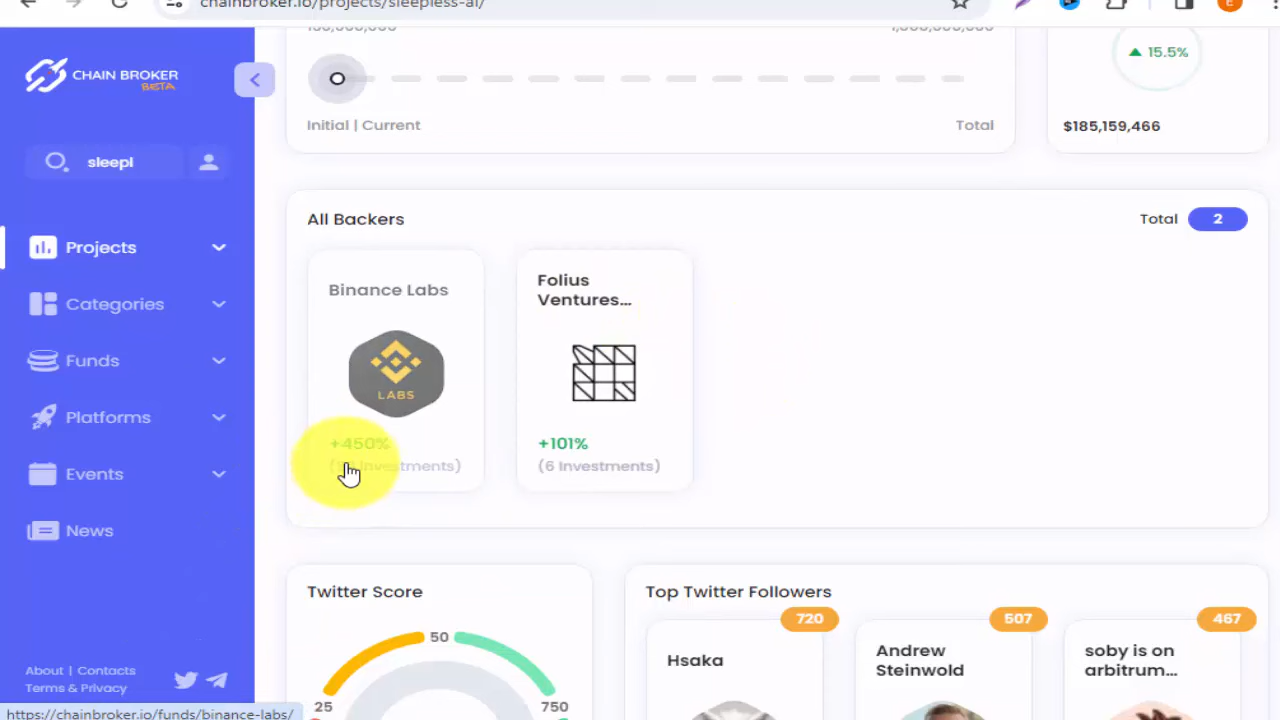 chainbroker.io/projects/sleepless-ai/
E
CHAIN BROKER
BETA
sleepl
Projects
Categories
Funds
Platforms
Events
News
About | Contacts
Terms & Privacy
https://chainbroker.io/funds/binance-labs/
Initial | Current
Total
15.5%
$185,159,466
All Backers
Total 2
Binance Labs
LABS
+450%
Investments)
Folius
Ventures...
+101%
(6 Investments)
Twitter Score
50
25
750
Top Twitter Followers
720
Hsaka
507
Andrew
Steinwold
467
soby is on
arbitrum...